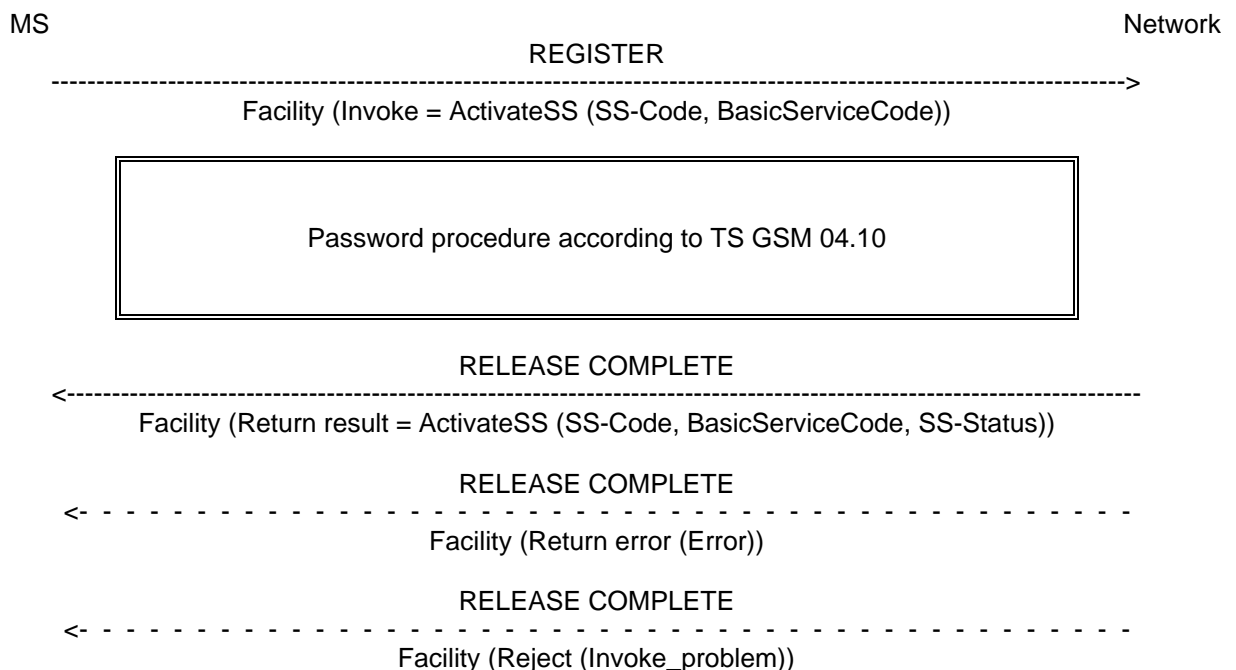 MS Network
REGISTER
Facility (Invoke = ActivateSS (SS-Code, BasicServiceCode))
Password procedure according to TS GSM 04.10
RELEASE COMPLETE
Facility (Return result = ActivateSS (SS-Code, BasicServiceCode, SS-Status))
RELEASE COMPLETE
Facility (Return error (Error))
RELEASE COMPLETE
Facility (Reject (Invoke_problem))